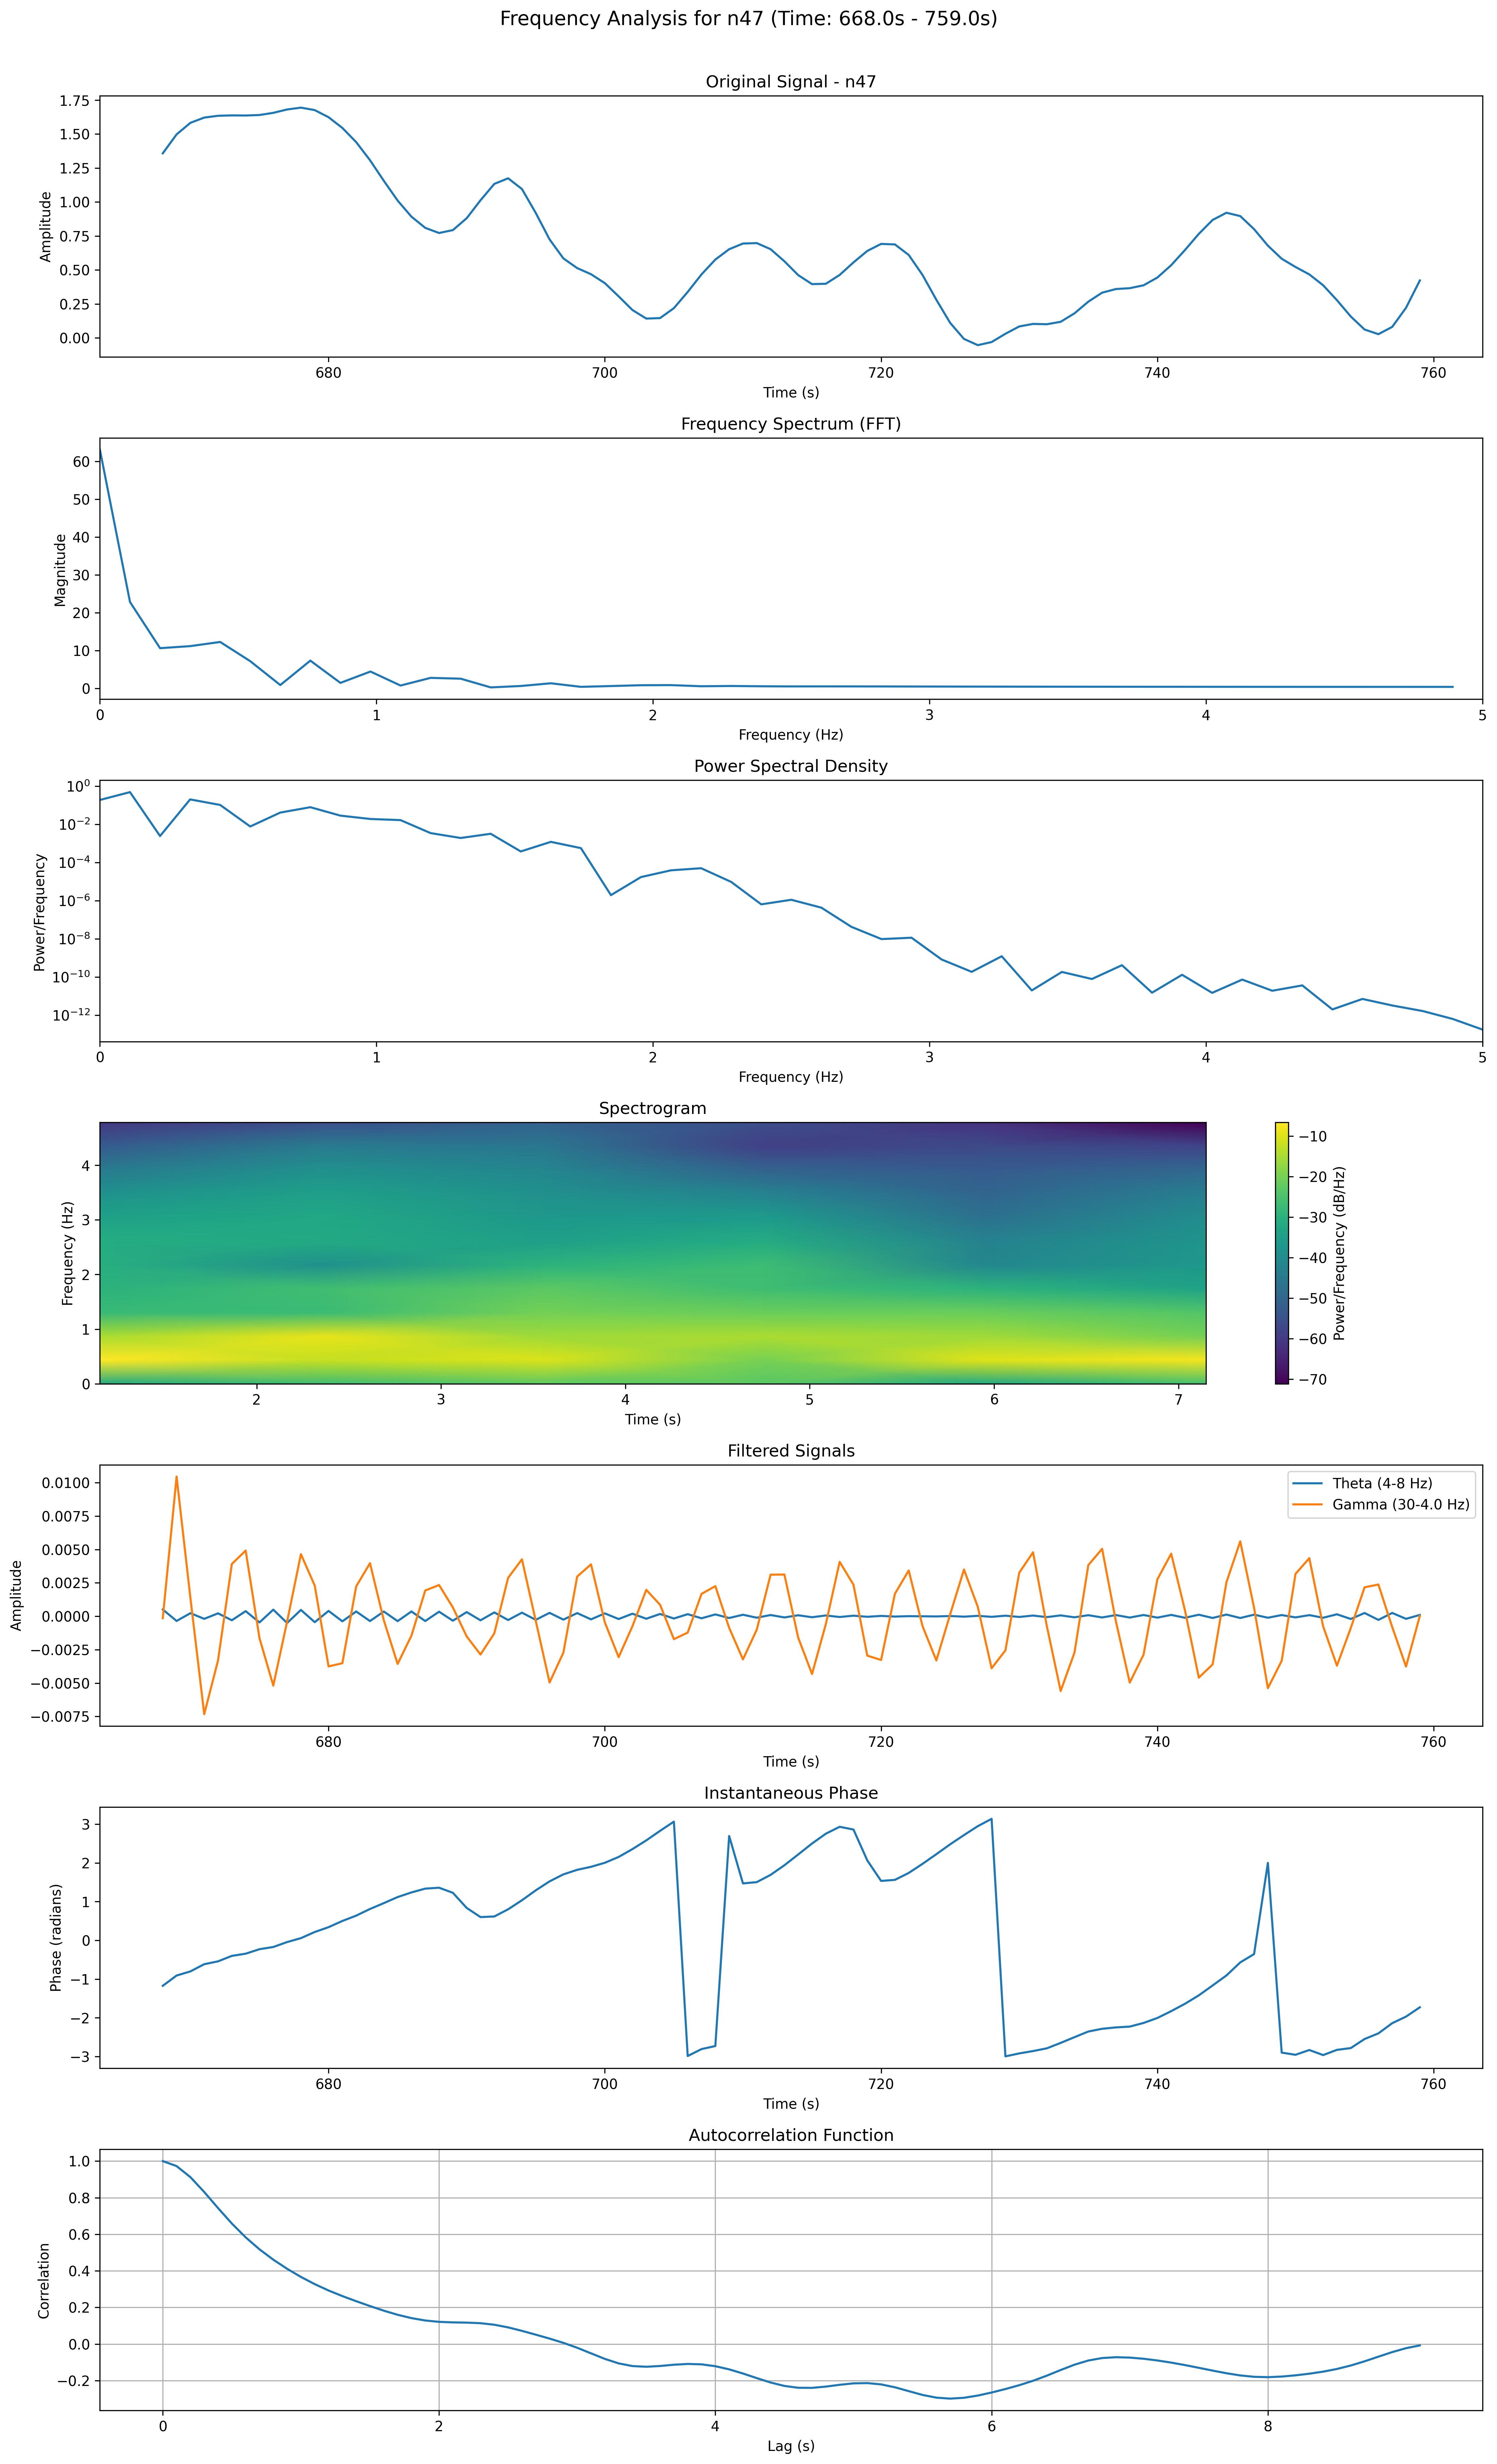 Frequency Analysis for n47 (Time: 668.0s - 759.0s)
Original Signal - n47
1.75
1.50
1.25
1.00
0.75
0.50
0.25
0.00
Amplitude
680 700 720 740 760
Time (s)
Frequency Spectrum (FFT)
60
50
40
30
20
10
0
Magnitude
0 1 2 3 4 5
Frequency (Hz)
Power Spectral Density
10⁰
10⁻²
10⁻⁴
10⁻⁶
10⁻⁸
10⁻¹⁰
10⁻¹²
Power/Frequency
0 1 2 3 4 5
Frequency (Hz)
Spectrogram
4
3
2
1
0
Frequency (Hz)
2 3 4 5 6 7
Time (s)
−10
−20
−30
−40
−50
−60
−70
Power/Frequency (dB/Hz)
Filtered Signals
Theta (4-8 Hz)
Gamma (30-4.0 Hz)
0.0100
0.0075
0.0050
0.0025
0.0000
−0.0025
−0.0050
−0.0075
Amplitude
680 700 720 740 760
Time (s)
Instantaneous Phase
3
2
1
0
−1
−2
−3
Phase (radians)
680 700 720 740 760
Time (s)
Autocorrelation Function
1.0
0.8
0.6
0.4
0.2
0.0
−0.2
Correlation
0 2 4 6 8
Lag (s)